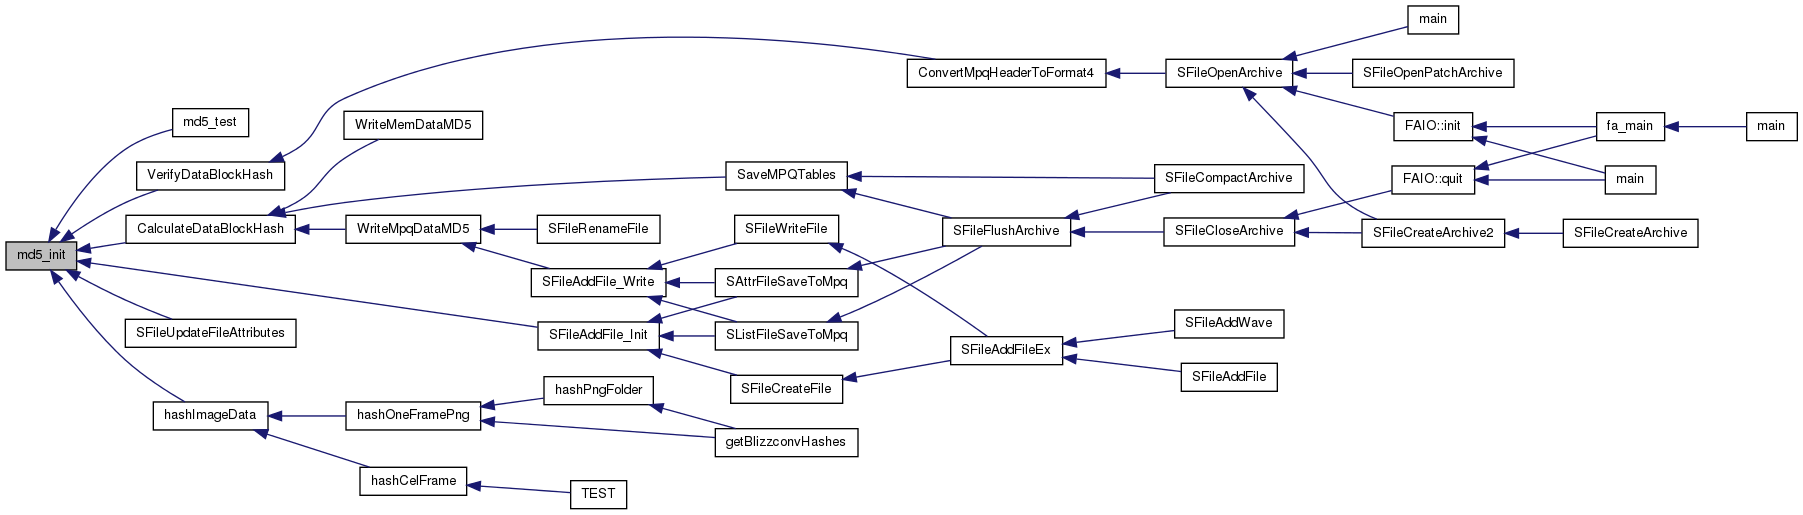 main
ConvertMpqHeaderToFormat4
SFileOpenArchive
SFileOpenPatchArchive
md5_test
WriteMemDataMD5
FAIO::init
fa_main
main
VerifyDataBlockHash
SaveMPQTables
SFileCompactArchive
FAIO::quit
main
CalculateDataBlockHash
WriteMpqDataMD5
SFileRenameFile
SFileWriteFile
SFileFlushArchive
SFileCloseArchive
SFileCreateArchive2
SFileCreateArchive
md5_init
SFileAddFile_Write
SAttrFileSaveToMpq
SFileUpdateFileAttributes
SFileAddFile_Init
SListFileSaveToMpq
SFileAddFileEx
SFileAddWave
SFileAddFile
SFileCreateFile
hashPngFolder
hashImageData
hashOneFramePng
getBlizzconvHashes
hashCelFrame
TEST